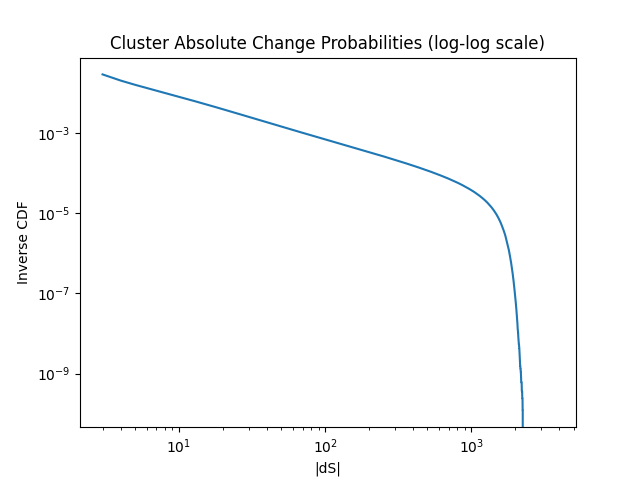 Cluster Absolute Change Probabilities (log-log scale)
Inverse CDF
10⁻³
10⁻⁵
10⁻⁷
10⁻⁹
10¹ 10² 10³
|dS|